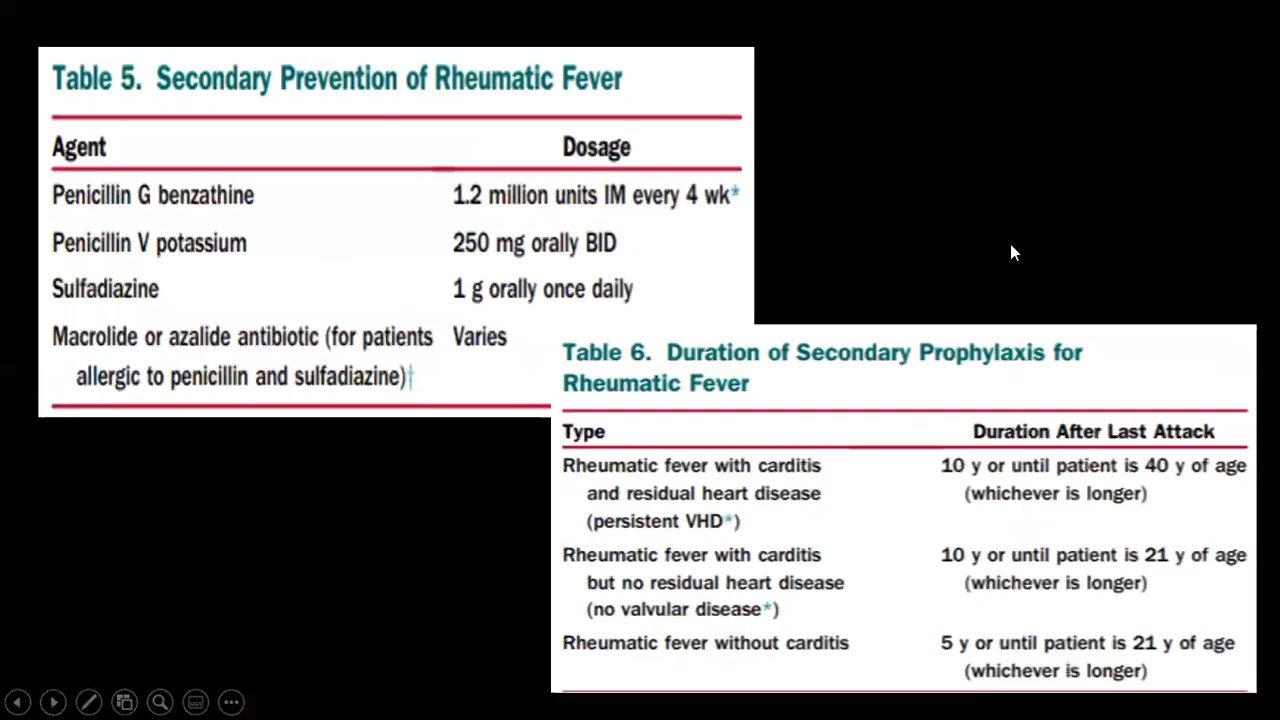 Table 5. Secondary Prevention of Rheumatic Fever
Agent Dosage
Penicillin G benzathine 1.2 million units IM every 4 wk*
Penicillin V potassium 250 mg orally BID
Sulfadiazine 1 g orally once daily
Macrolide or azalide antibiotic (for patients Varies
allergic to penicillin and sulfadiazine)†
Table 6. Duration of Secondary Prophylaxis for
Rheumatic Fever
Type Duration After Last Attack
Rheumatic fever with carditis 10 y or until patient is 40 y of age
and residual heart disease (whichever is longer)
(persistent VHD*)
Rheumatic fever with carditis 10 y or until patient is 21 y of age
but no residual heart disease (whichever is longer)
(no valvular disease*)
Rheumatic fever without carditis 5 y or until patient is 21 y of age
(whichever is longer)